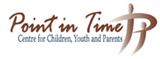 Point in Time
Centre for Children, Youth and Parents